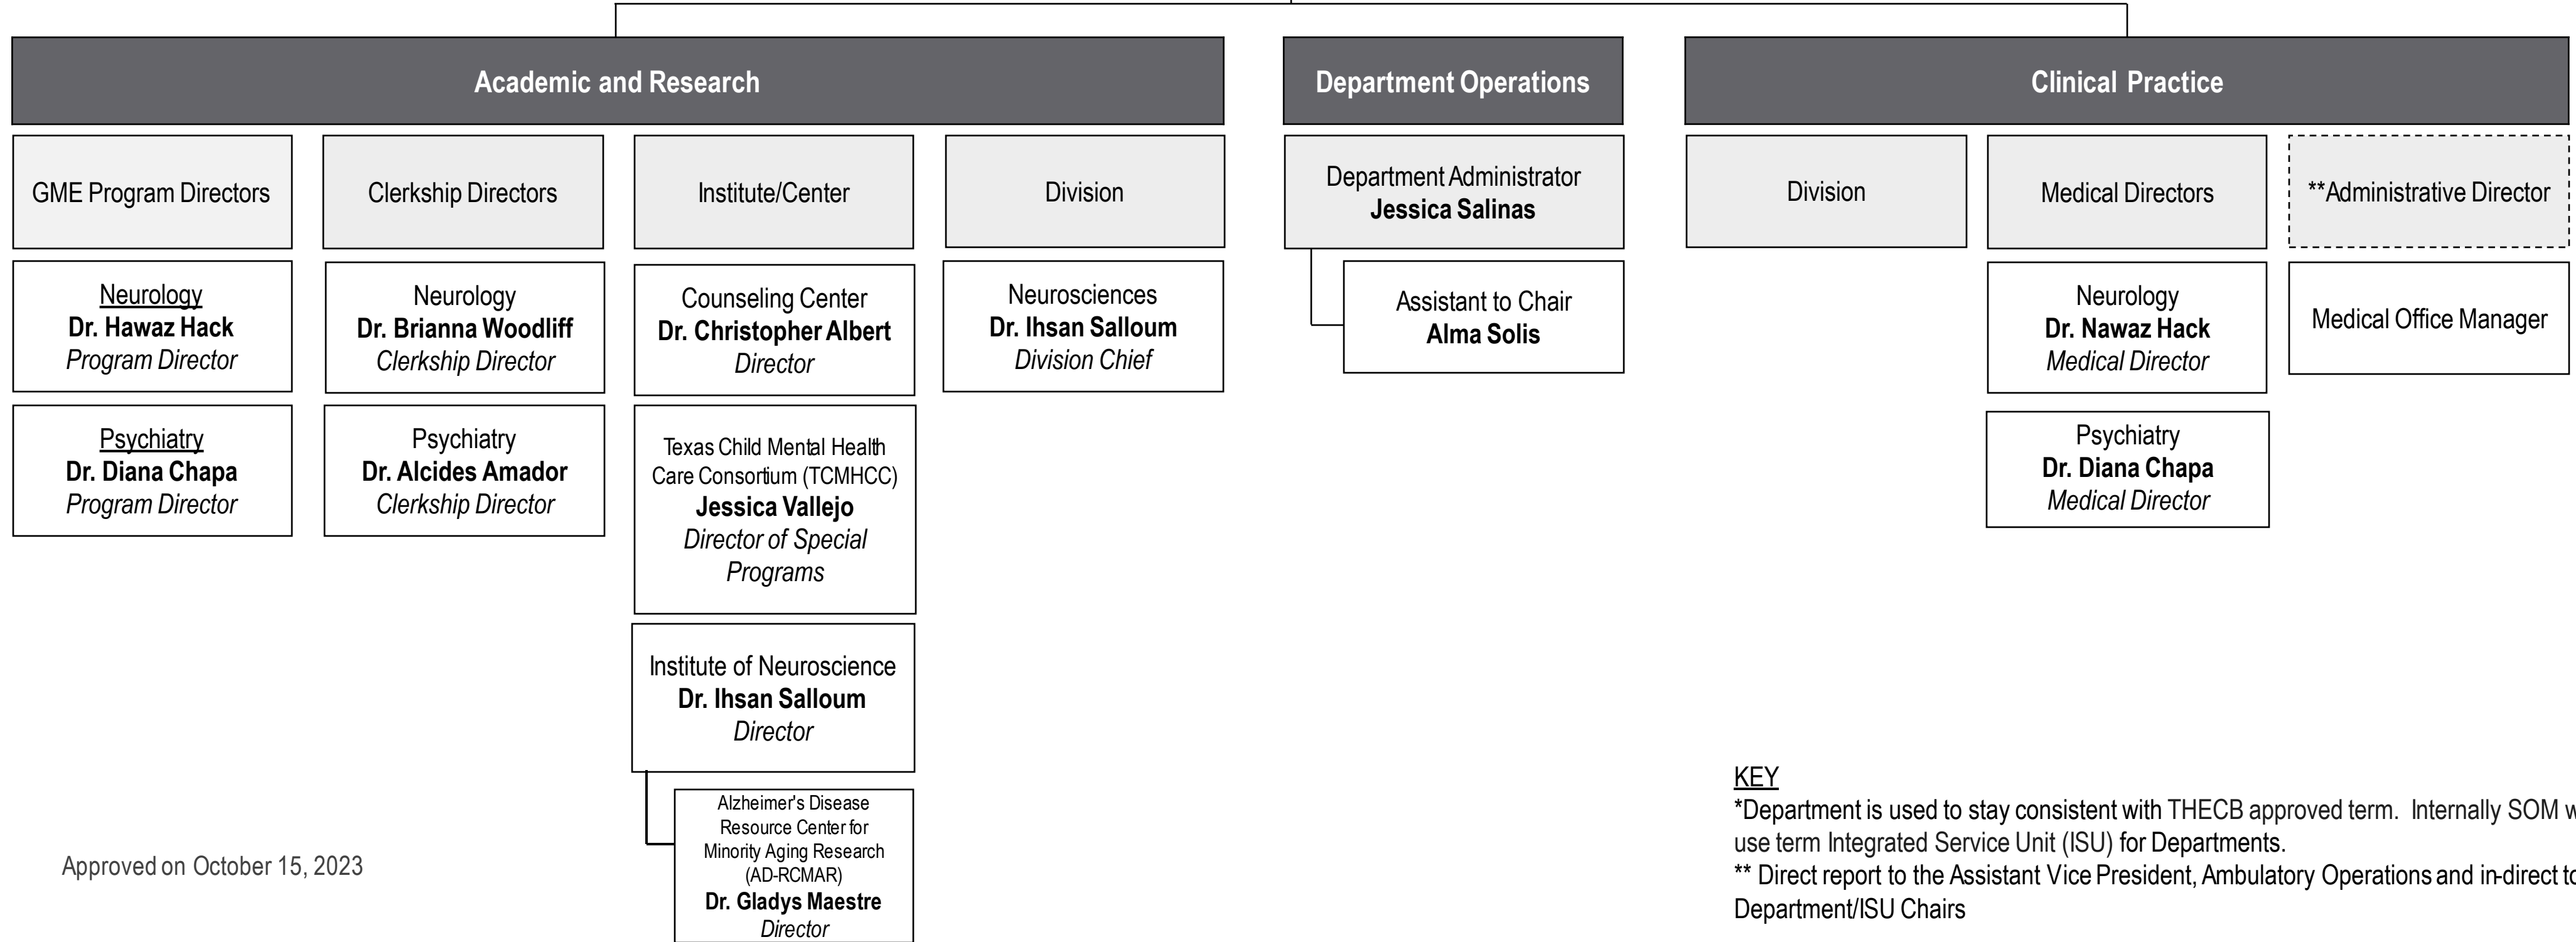 Academic and Research
GME Program Directors
Neurology
Dr. Hawaz Hack
Program Director
Psychiatry
Dr. Diana Chapa
Program Director
Clerkship Directors
Neurology
Dr. Brianna Woodliff
Clerkship Director
Psychiatry
Dr. Alcides Amador
Clerkship Director
Institute/Center
Counseling Center
Dr. Christopher Albert
Director
Texas Child Mental Health
Care Consortium (TCMHCC)
Jessica Vallejo
Director of Special
Programs
Institute of Neuroscience
Dr. Ihsan Salloum
Director
Alzheimer's Disease
Resource Center for
Minority Aging Research
(AD-RCMAR)
Dr. Gladys Maestre
Director
Division
Neurosciences
Dr. Ihsan Salloum
Division Chief
Department Operations
Department Administrator
Jessica Salinas
Assistant to Chair
Alma Solis
Clinical Practice
Division
Medical Directors
Neurology
Dr. Nawaz Hack
Medical Director
Psychiatry
Dr. Diana Chapa
Medical Director
**Administrative Director
Medical Office Manager
Approved on October 15, 2023
KEY
*Department is used to stay consistent with THECB approved term. Internally SOM
use term Integrated Service Unit (ISU) for Departments.
** Direct report to the Assistant Vice President, Ambulatory Operations and in-direct to
Department/ISU Chairs